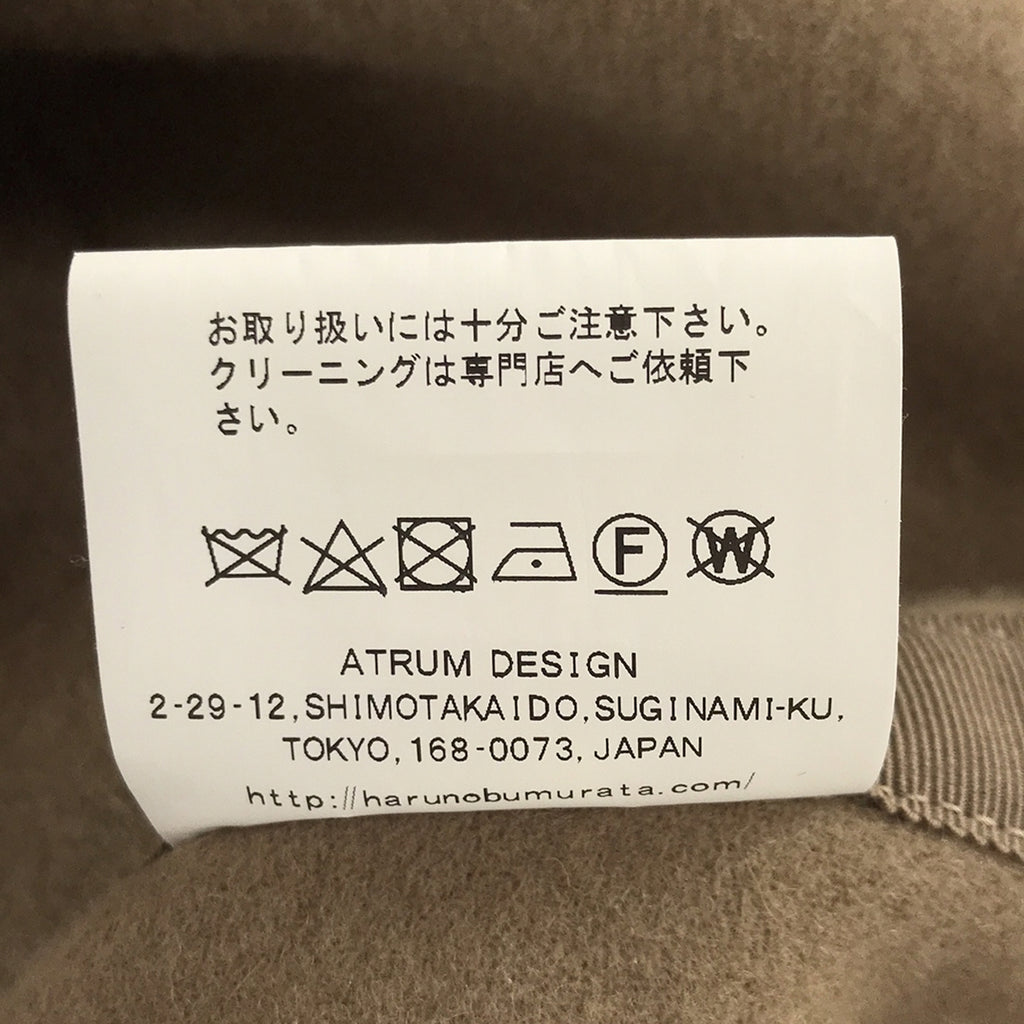 お取り扱いには十分ご注意下さい。
クリーニングは専門店へご依頼下
さい。
F W
ATRUM DESIGN
2-29-12,SHIMOTAKAIDO,SUGINAMI-KU,
TOKYO,168-0073,JAPAN
http://harunobumurata.com/